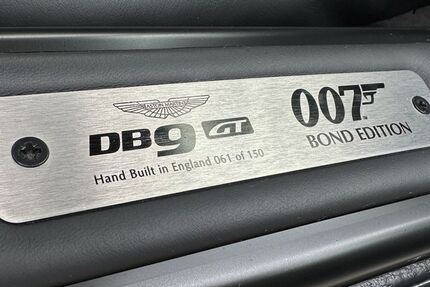 ASTON MARTIN
DB9 GT
Hand Built in England 061 of 150
007
BOND EDITION